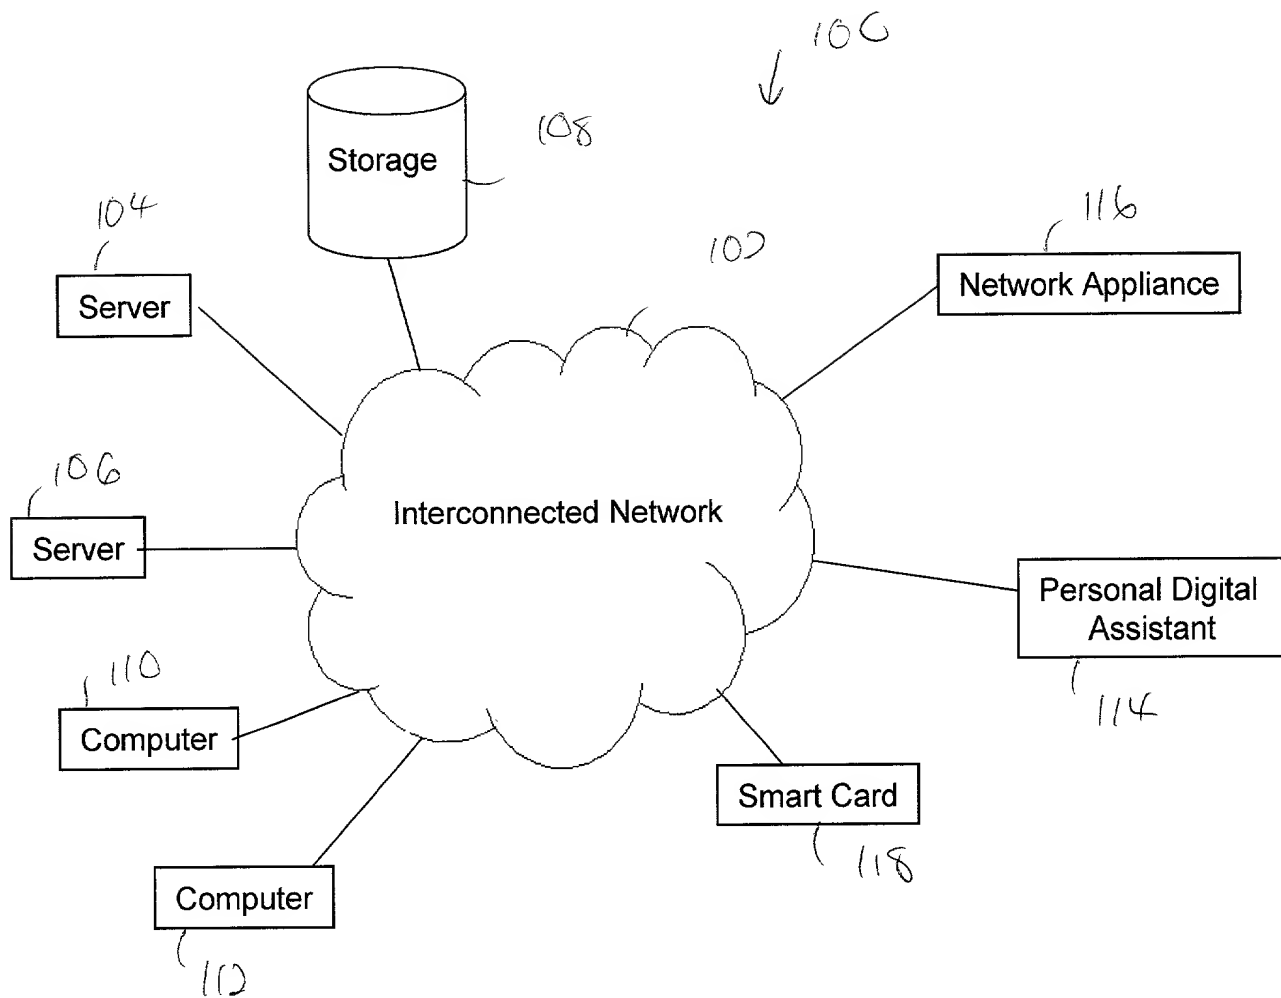 100
108
Storage
104
116
102
Server
Network Appliance
106
Interconnected Network
Server
Personal Digital
Assistant
110
114
Computer
Smart Card
118
Computer
112